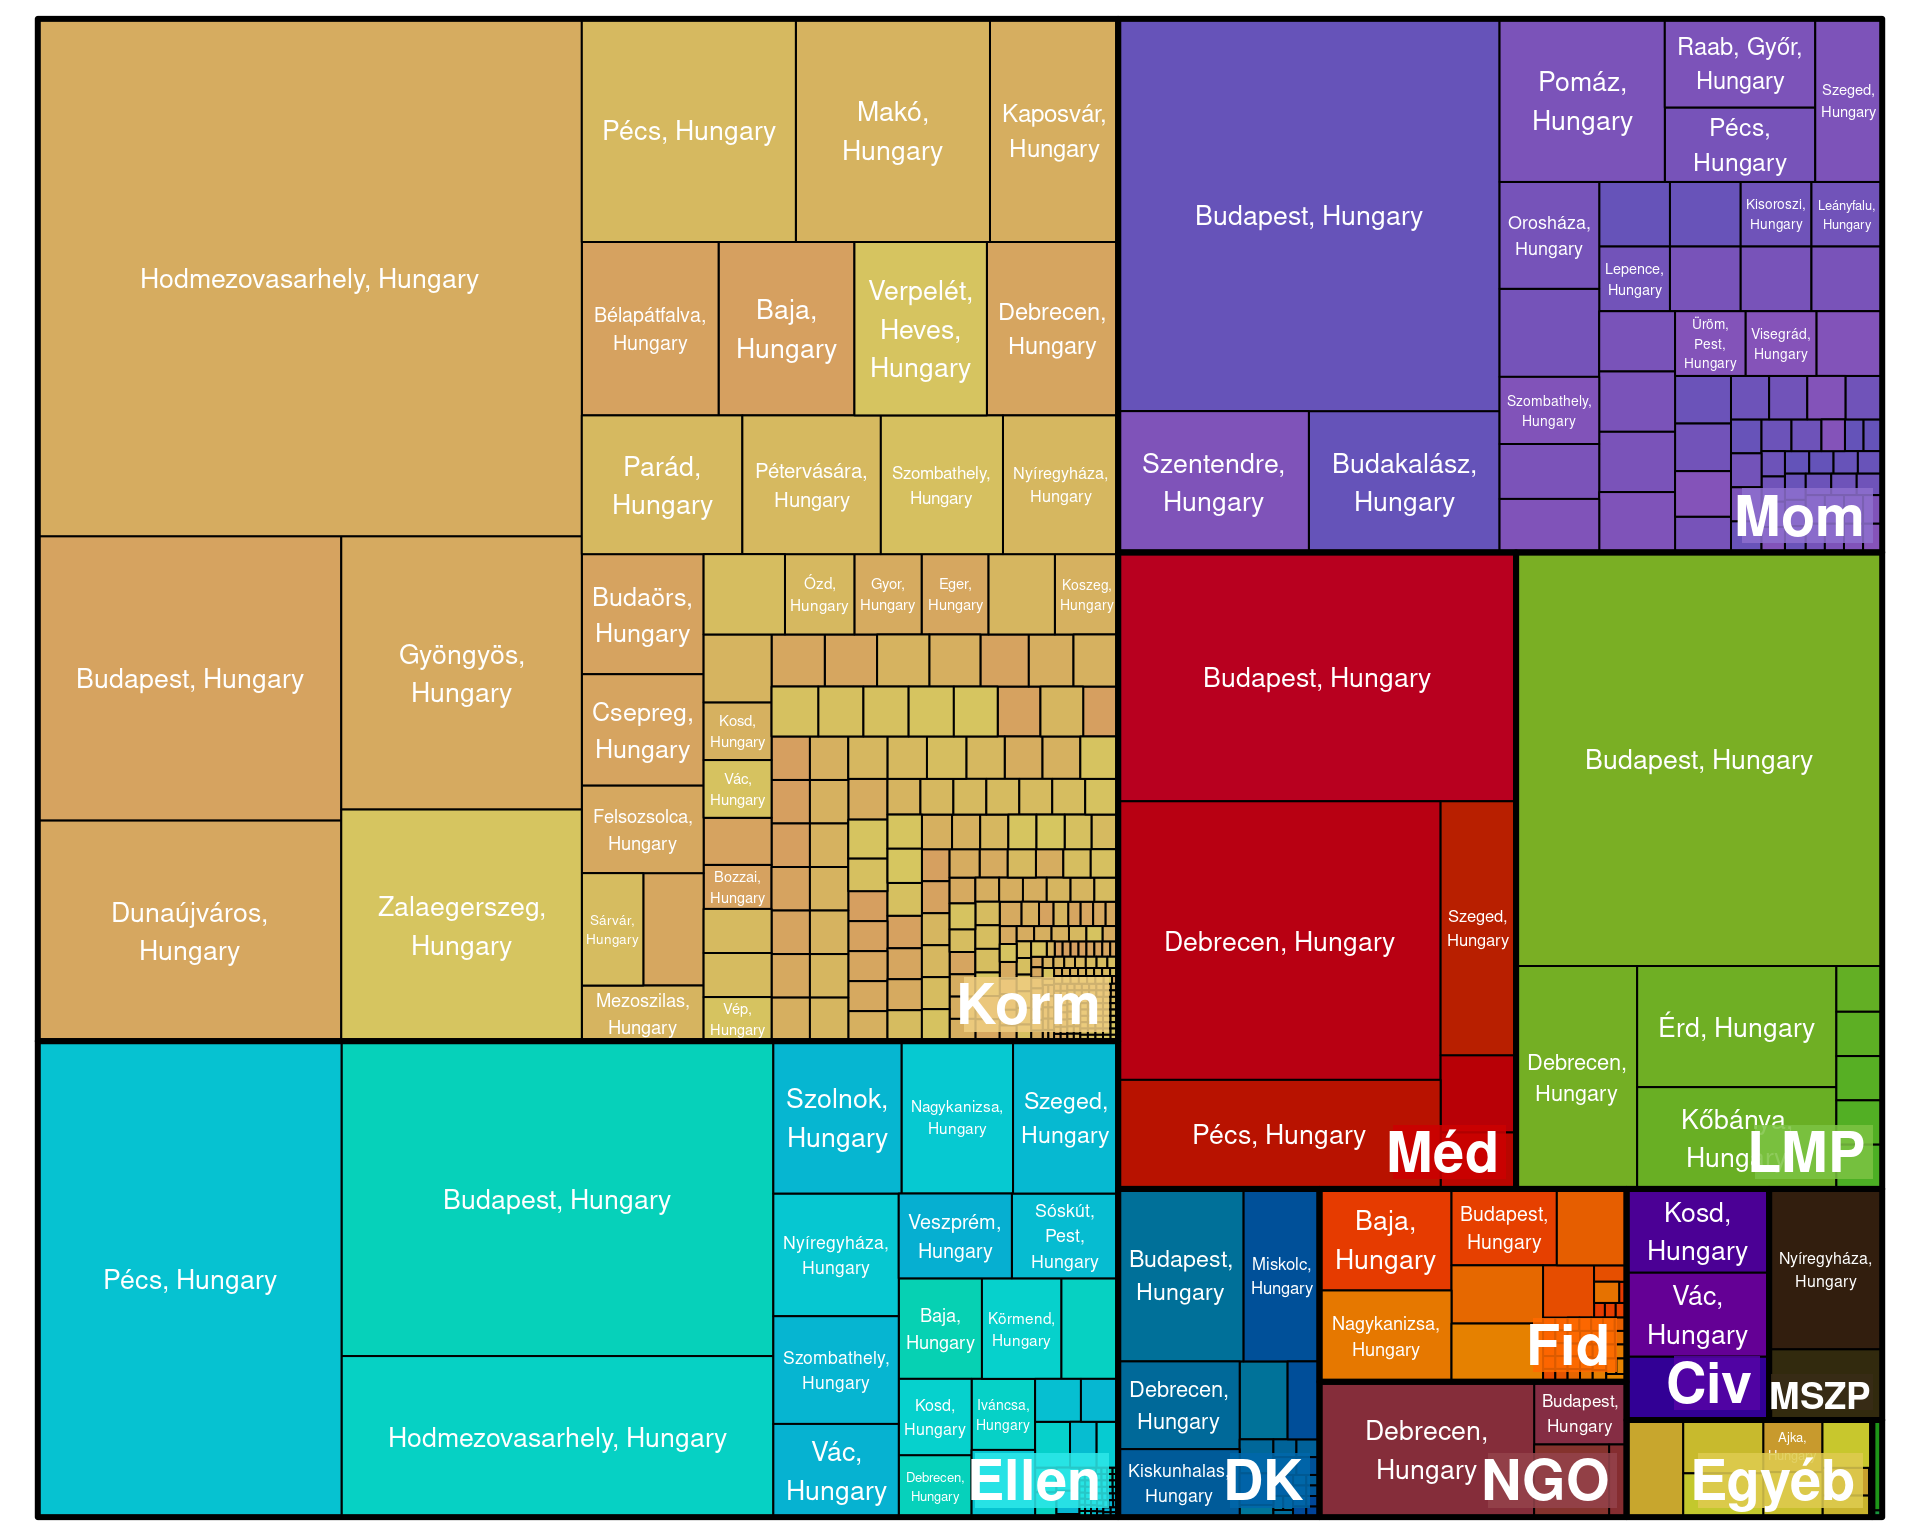 Hodmezovasarhely, Hungary
Pécs, Hungary
Makó,
Hungary
Kaposvár,
Hungary
Bélapátfalva,
Hungary
Baja,
Hungary
Verpelét,
Heves,
Hungary
Debrecen,
Hungary
Parád,
Hungary
Pétervására,
Hungary
Szombathely,
Hungary
Nyíregyháza,
Hungary
Budapest, Hungary
Gyöngyös,
Hungary
Dunaújváros,
Hungary
Zalaegerszeg,
Hungary
Budaörs,
Hungary
Ózd,
Hungary
Gyor,
Hungary
Eger,
Hungary
Koszeg,
Hungary
Csepreg,
Hungary
Kosd,
Hungary
Vác,
Hungary
Felsozsolca,
Hungary
Bozzai,
Hungary
Sárvár,
Hungary
Mezoszilas,
Hungary
Vép,
Hungary
Korm
Budapest, Hungary
Pomáz,
Hungary
Raab, Győr,
Hungary
Pécs,
Hungary
Szeged,
Hungary
Orosháza,
Hungary
Kisoroszi,
Hungary
Leányfalu,
Hungary
Lepence,
Hungary
Üröm,
Pest,
Hungary
Visegrád,
Hungary
Szombathely,
Hungary
Szentendre,
Hungary
Budakalász,
Hungary
Mom
Budapest, Hungary
Debrecen, Hungary
Szeged,
Hungary
Pécs, Hungary
Méd
Budapest, Hungary
Debrecen,
Hungary
Érd, Hungary
Kőbánya,
Hungary
LMP
Pécs, Hungary
Budapest, Hungary
Hodmezovasarhely, Hungary
Szolnok,
Hungary
Nagykanizsa,
Hungary
Szeged,
Hungary
Nyíregyháza,
Hungary
Veszprém,
Hungary
Sóskút,
Pest,
Hungary
Szombathely,
Hungary
Baja,
Hungary
Körmend,
Hungary
Kosd,
Hungary
Iváncsa,
Hungary
Vác,
Hungary
Debrecen,
Hungary
Ellen
Budapest,
Hungary
Miskolc,
Hungary
Debrecen,
Hungary
Kiskunhalas,
Hungary
DK
Baja,
Hungary
Budapest,
Hungary
Nagykanizsa,
Hungary
Fid
Debrecen,
Hungary
Budapest,
Hungary
NGO
Kosd,
Hungary
Vác,
Hungary
Civ
Nyíregyháza,
Hungary
MSZP
Ajka,
Hungary
Egyéb